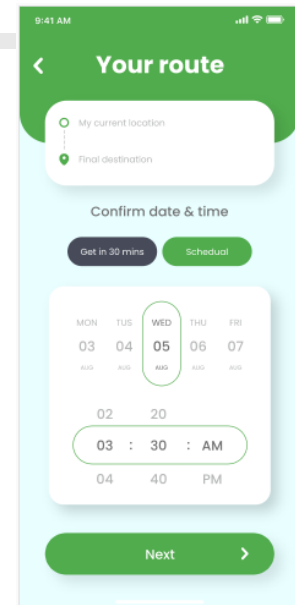 9:41 AM
Your route
My current location
Final destination
Confirm date & time
Get in 30 mins Schedual
MON TUS WED THU FRI
03 04 05 06 07
AUG AUG AUG AUG AUG
02 20
03 : 30 : AM
04 40 PM
Next